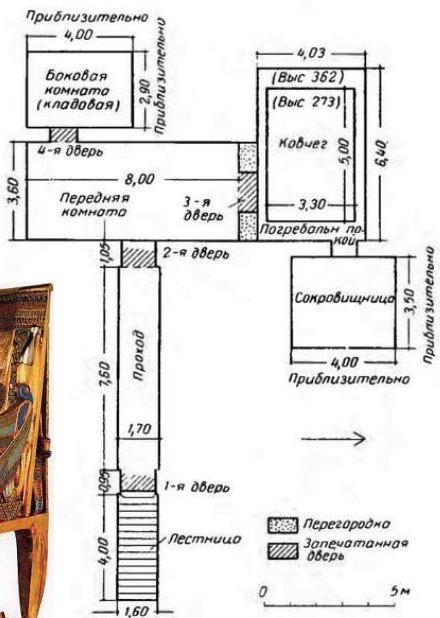 Приблизительно
4,00
Боковая
комната
(кладовая)
2,90
Приблизительно
4-я дверь
4,03
(Выс 362)
(Выс 273)
Ковчег
5,00
6,40
3,30
Погребальн по-
кой
3,60
8,00
Передняя
комната
3-я
дверь
1,05
2-я дверь
Сокровищница
3,50
Приблизительно
4,00
Приблизительно
7,60
Проход
1,70
0,95
1-я дверь
4,00
Лестница
1,60
Перегородка
Запечатанная
дверь
0 5 м